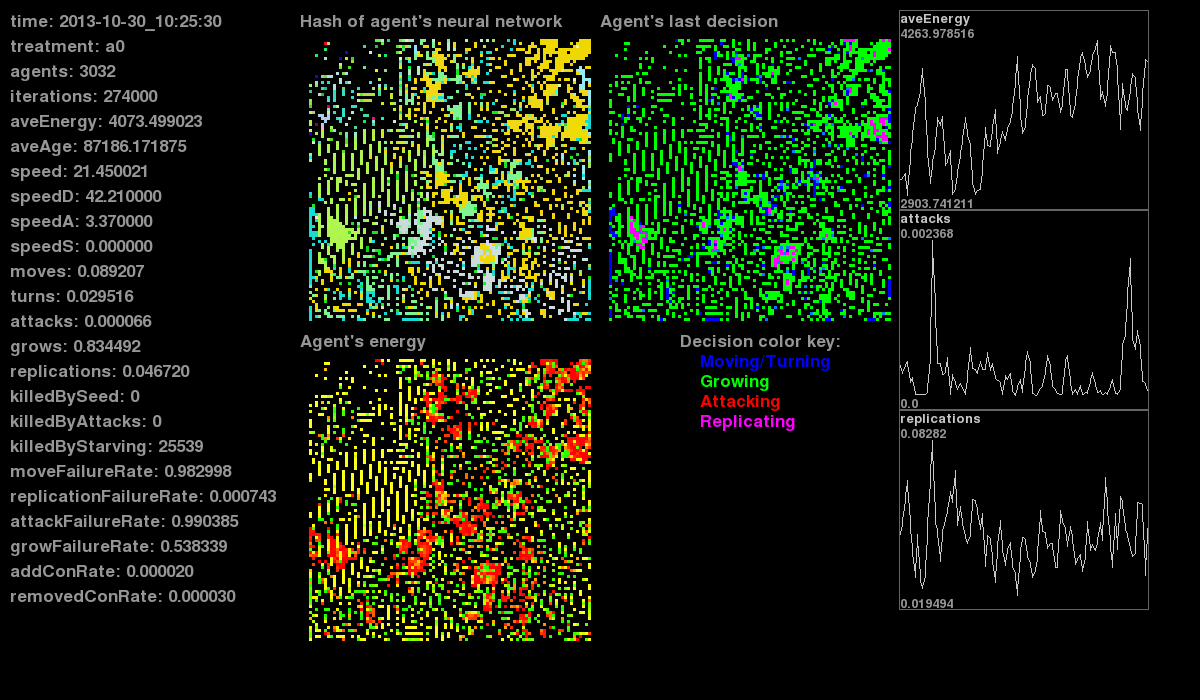 time: 2013-10-30_10:25:30
treatment: a0
agents: 3032
iterations: 274000
aveEnergy: 4073.499023
aveAge: 87186.171875
speed: 21.450021
speedD: 42.210000
speedA: 3.370000
speedS: 0.000000
moves: 0.089207
turns: 0.029516
attacks: 0.000066
grows: 0.834492
replications: 0.046720
killedBySeed: 0
killedByAttacks: 0
killedByStarving: 25539
moveFailureRate: 0.982998
replicationFailureRate: 0.000743
attackFailureRate: 0.990385
growFailureRate: 0.538339
addConRate: 0.000020
removedConRate: 0.000030
Hash of agent's neural network
Agent's last decision
Agent's energy
Decision color key:
Moving/Turning
Growing
Attacking
Replicating
aveEnergy
4263.978516
2903.741211
attacks
0.002368
0.0
replications
0.08282
0.019494